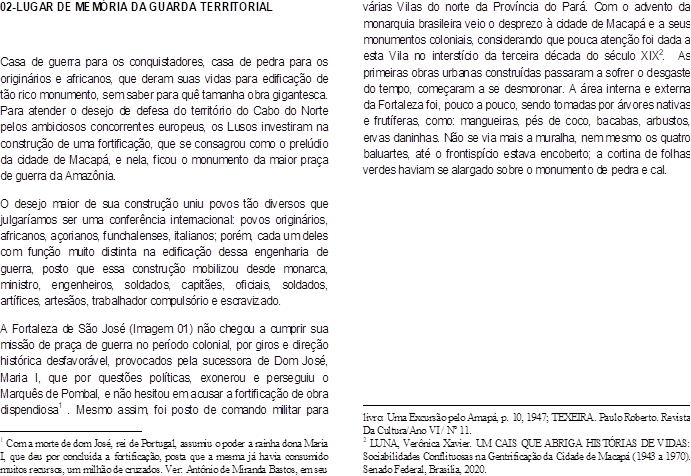 02-LUGAR DE MEMÓRIA DA GUARDA TERRITORIAL
Casa de guerra para os conquistadores, casa de pedra para os
originários e africanos, que deram suas vidas para edificação de
tão rico monumento, sem saber para quê tamanha obra gigantesca.
Para atender o desejo de defesa do território do Cabo do Norte
pelos ambiciosos concorrentes europeus, os Lusos investiram na
construção de uma fortificação, que se consagrou como o prelúdio
da cidade de Macapá, e nela, ficou o monumento da maior praça
de guerra da Amazônia.
O desejo maior de sua construção uniu povos tão diversos que
julgaríamos ser uma conferência internacional: povos originários,
africanos, açorianos, funchalenses, italianos; porém, cada um deles
com função muito distinta na edificação dessa engenharia de
guerra, posto que essa construção mobilizou desde monarca,
ministro, engenheiros, soldados, capitães, oficiais, soldados,
artífices, artesãos, trabalhador compulsório e escravizado.
A Fortaleza de São José (Imagem 01) não chegou a cumprir sua
missão de praça de guerra no período colonial, por giros e direção
histórica desfavorável, provocados pela sucessora de Dom José,
Maria I, que por questões políticas, exonerou e perseguiu o
Marquês de Pombal, e não hesitou em acusar a fortificação de obra
dispendiosa¹ . Mesmo assim, foi posto de comando militar para
¹ Com a morte de dom José, rei de Portugal, assumiu o poder a rainha dona Maria
I, que deu por concluída a fortificação, posta que a mesma já havia consumido
muitos recursos, um milhão de cruzados. Ver: António de Miranda Bastos, em seu
várias Vilas do norte da Província do Pará. Com o advento da
monarquia brasileira veio o desprezo à cidade de Macapá e a seus
monumentos coloniais, considerando que pouca atenção foi dada a
esta Vila no interstício da terceira década do século XIX². As
primeiras obras urbanas construídas passaram a sofrer o desgaste
do tempo, começaram a se desmoronar. A área interna e externa
da Fortaleza foi, pouco a pouco, sendo tomadas por árvores nativas
e frutíferas, como: mangueiras, pés de coco, bacabas, arbustos,
ervas daninhas. Não se via mais a muralha, nem mesmo os quatro
baluartes, até o frontispício estava encoberto; a cortina de folhas
verdes haviam se alargado sobre o monumento de pedra e cal.
livro: Uma Excursão pelo Amapá, p. 10, 1947; TEXEIRA. Paulo Roberto. Revista
Da Cultura/Ano VI / Nº 11.
² LUNA, Verônica Xavier. UM CAIS QUE ABRIGA HISTÓRIAS DE VIDAS:
Sociabilidades Conflituosas na Gentrificação da Cidade de Macapá (1943 a 1970).
Senado Federal, Brasília, 2020.